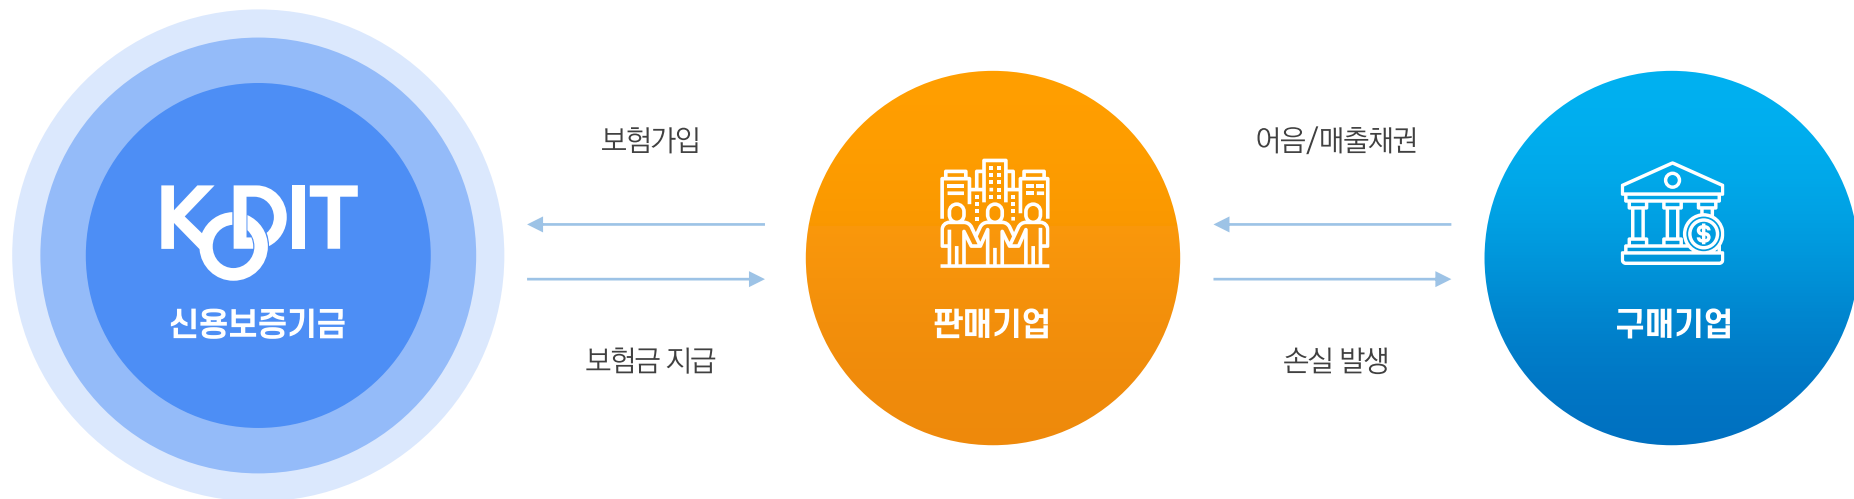 KODIT
신용보증기금
보험가입
보험금 지급
판매기업
어음/매출채권
손실 발생
$
구매기업